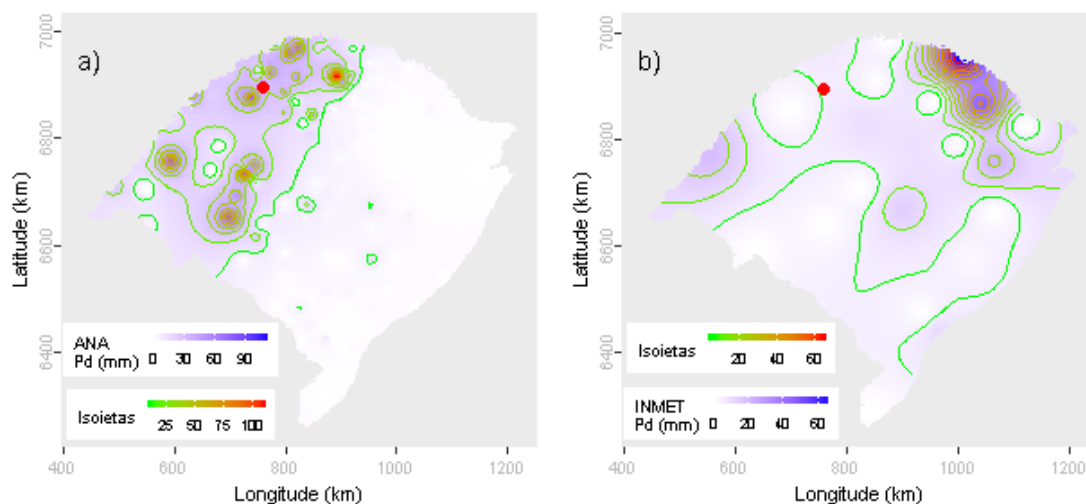 a)
7000
6800
6600
6400
Latitude (km)
ANA
Pd (mm)
0 30 60 90
Isoietas
25 50 75 100
400 600 800 1000 1200
Longitude (km)
b)
7000
6800
6600
6400
Latitude (km)
Isoietas
20 40 60
INMET
Pd (mm)
0 20 40 60
400 600 800 1000 1200
Longitude (km)